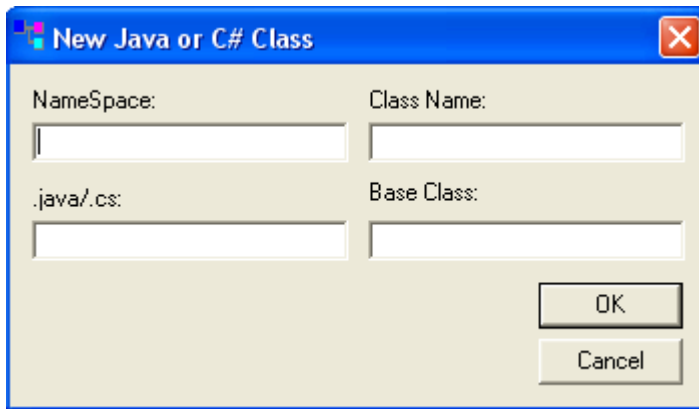 New Java or C# Class
NameSpace:
Class Name:
.java/.cs:
Base Class:
OK
Cancel